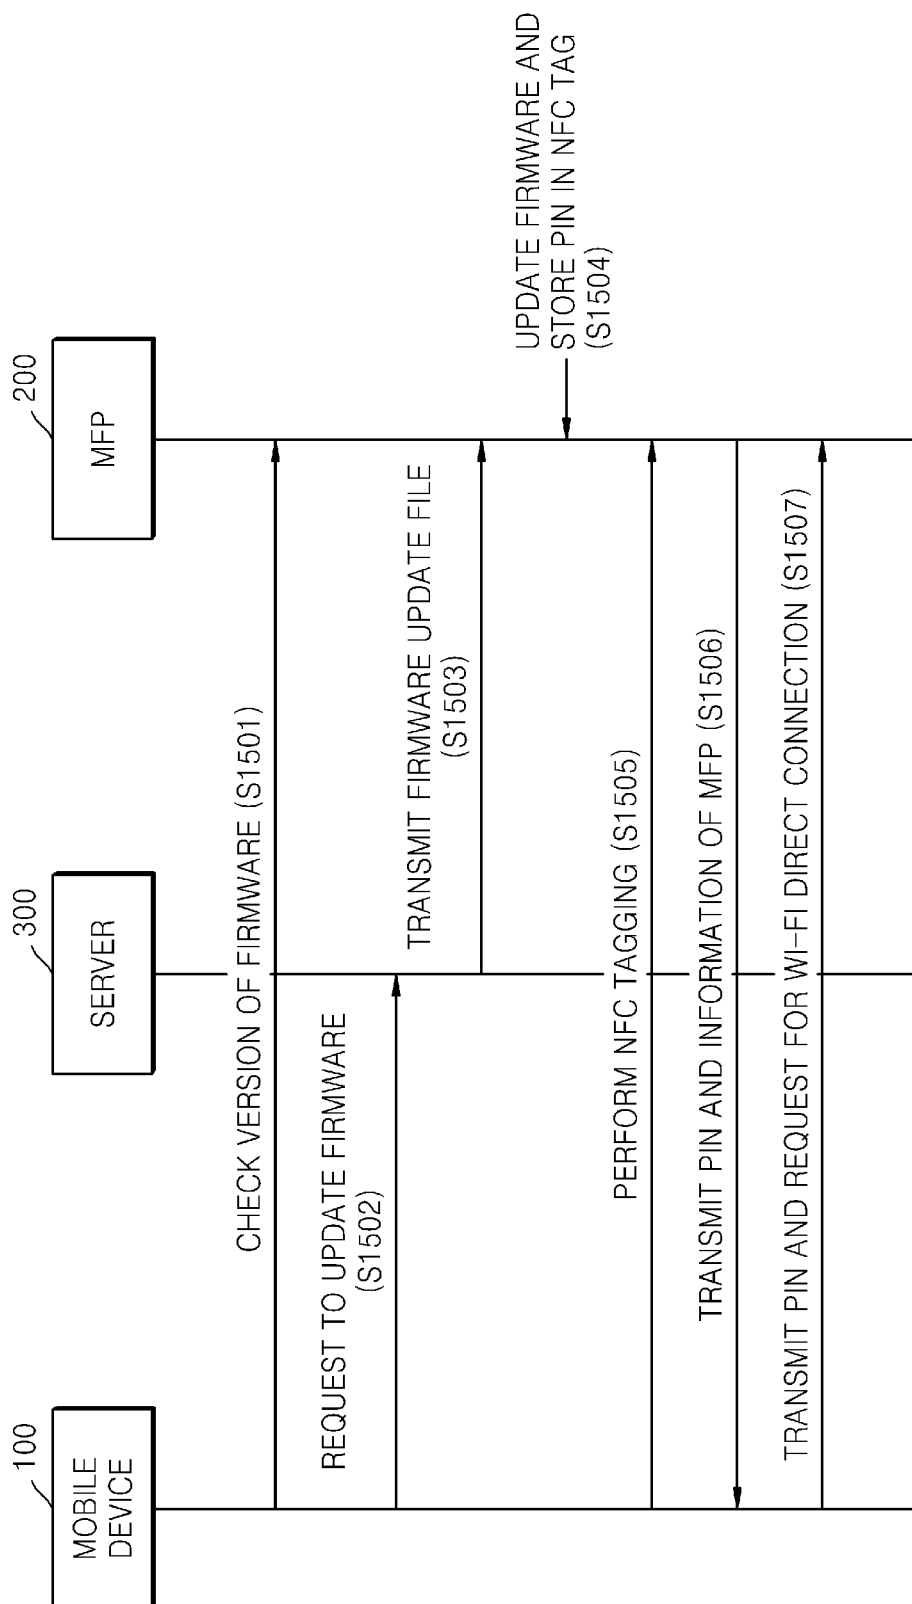 100
MOBILE
DEVICE
300
SERVER
200
MFP
CHECK VERSION OF FIRMWARE (S1501)
REQUEST TO UPDATE FIRMWARE
(S1502)
TRANSMIT FIRMWARE UPDATE FILE
(S1503)
UPDATE FIRMWARE AND
STORE PIN IN NFC TAG
(S1504)
PERFORM NFC TAGGING (S1505)
TRANSMIT PIN AND INFORMATION OF MFP (S1506)
TRANSMIT PIN AND REQUEST FOR WI-FI DIRECT CONNECTION (S1507)